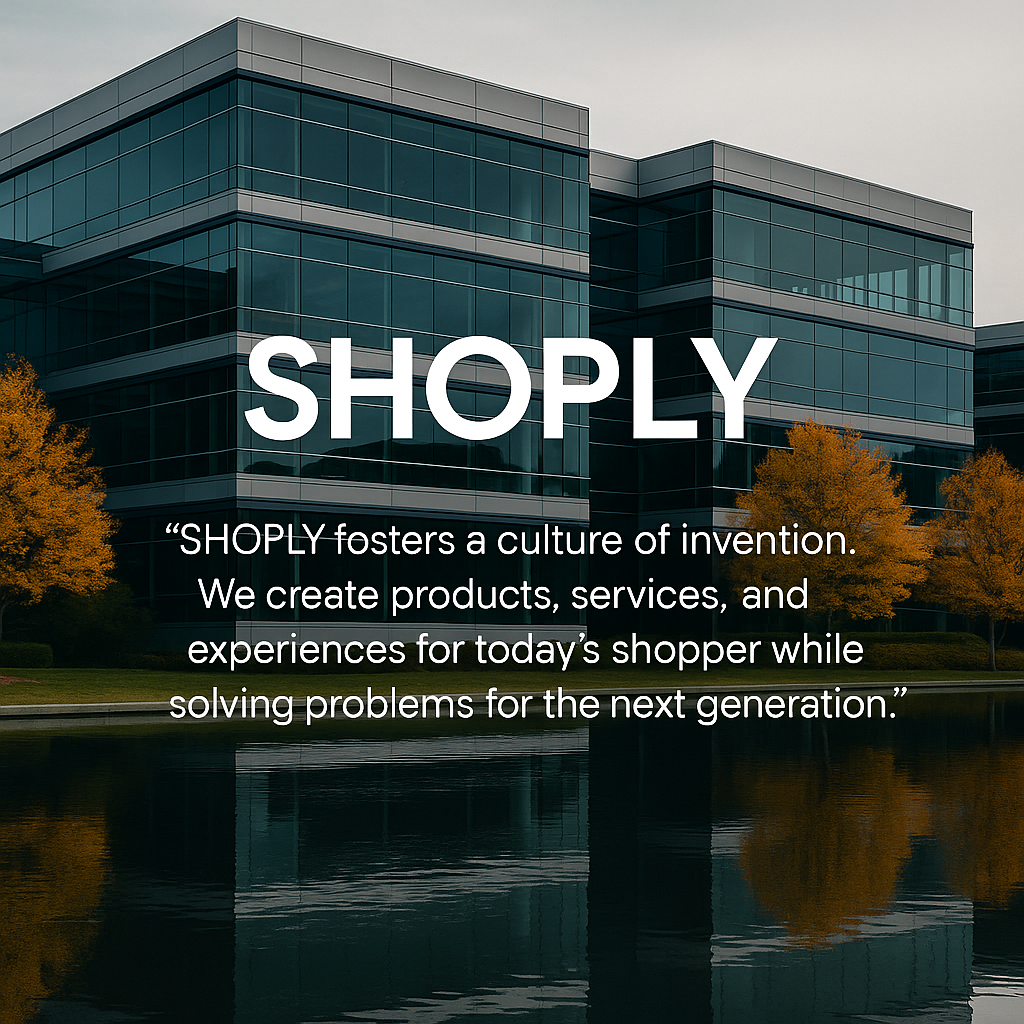 SHOPLY
“SHOPLY fosters a culture of invention.
We create products, services, and
experiences for today’s shopper while
solving problems for the next generation.”